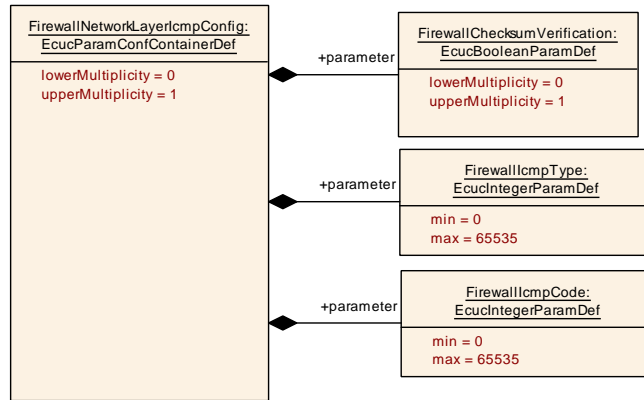 FirewallNetworkLayerIcmpConfig:
EcucParamConfContainerDef
lowerMultiplicity = 0
upperMultiplicity = 1
+parameter
FirewallChecksumVerification:
EcucBooleanParamDef
lowerMultiplicity = 0
upperMultiplicity = 1
+parameter
FirewallIcmpType:
EcucIntegerParamDef
min = 0
max = 65535
+parameter
FirewallIcmpCode:
EcucIntegerParamDef
min = 0
max = 65535